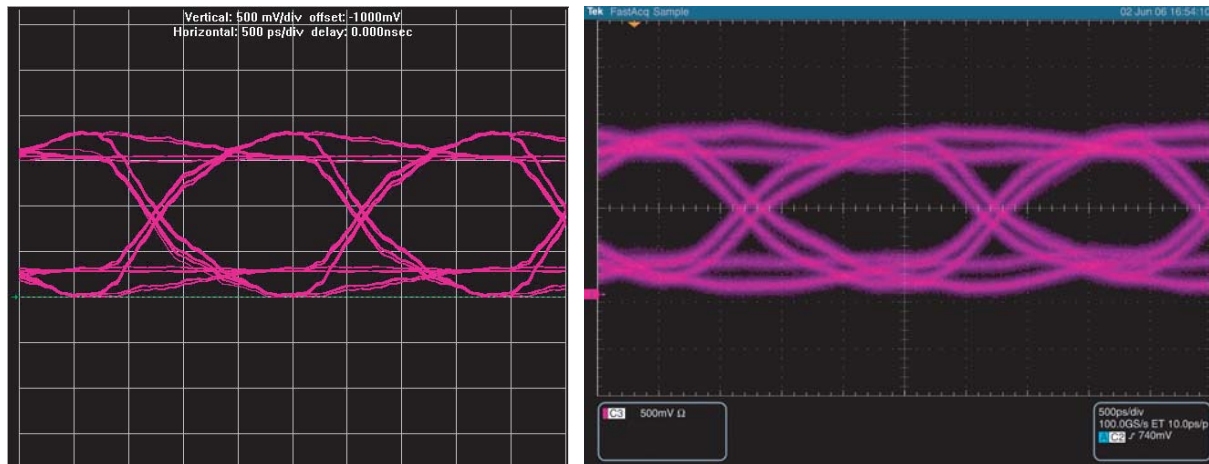 Vertical: 500 mV/div offset: -1000mV
Horizontal: 500 ps/div delay: 0.000nsec
Tek FastAcq Sample 02 Jun 06 16:54:10
C3 500mV Ω
500ps/div
100.0GS/s ET 10.0ps/p
A C2 ⎍ 740mV